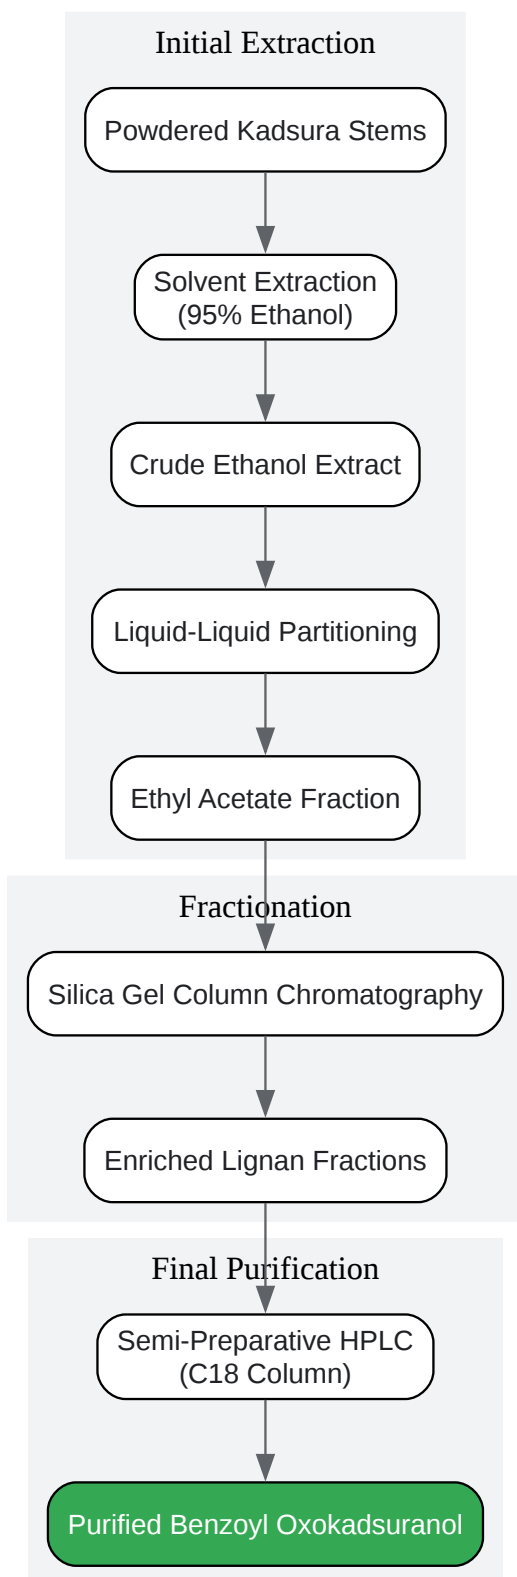 Initial Extraction
Powdered Kadsura Stems
Solvent Extraction
(95% Ethanol)
Crude Ethanol Extract
Liquid-Liquid Partitioning
Ethyl Acetate Fraction
Fractionation
Silica Gel Column Chromatography
Enriched Lignan Fractions
Final Purification
Semi-Preparative HPLC
(C18 Column)
Purified Benzoyl Oxokadsuranol